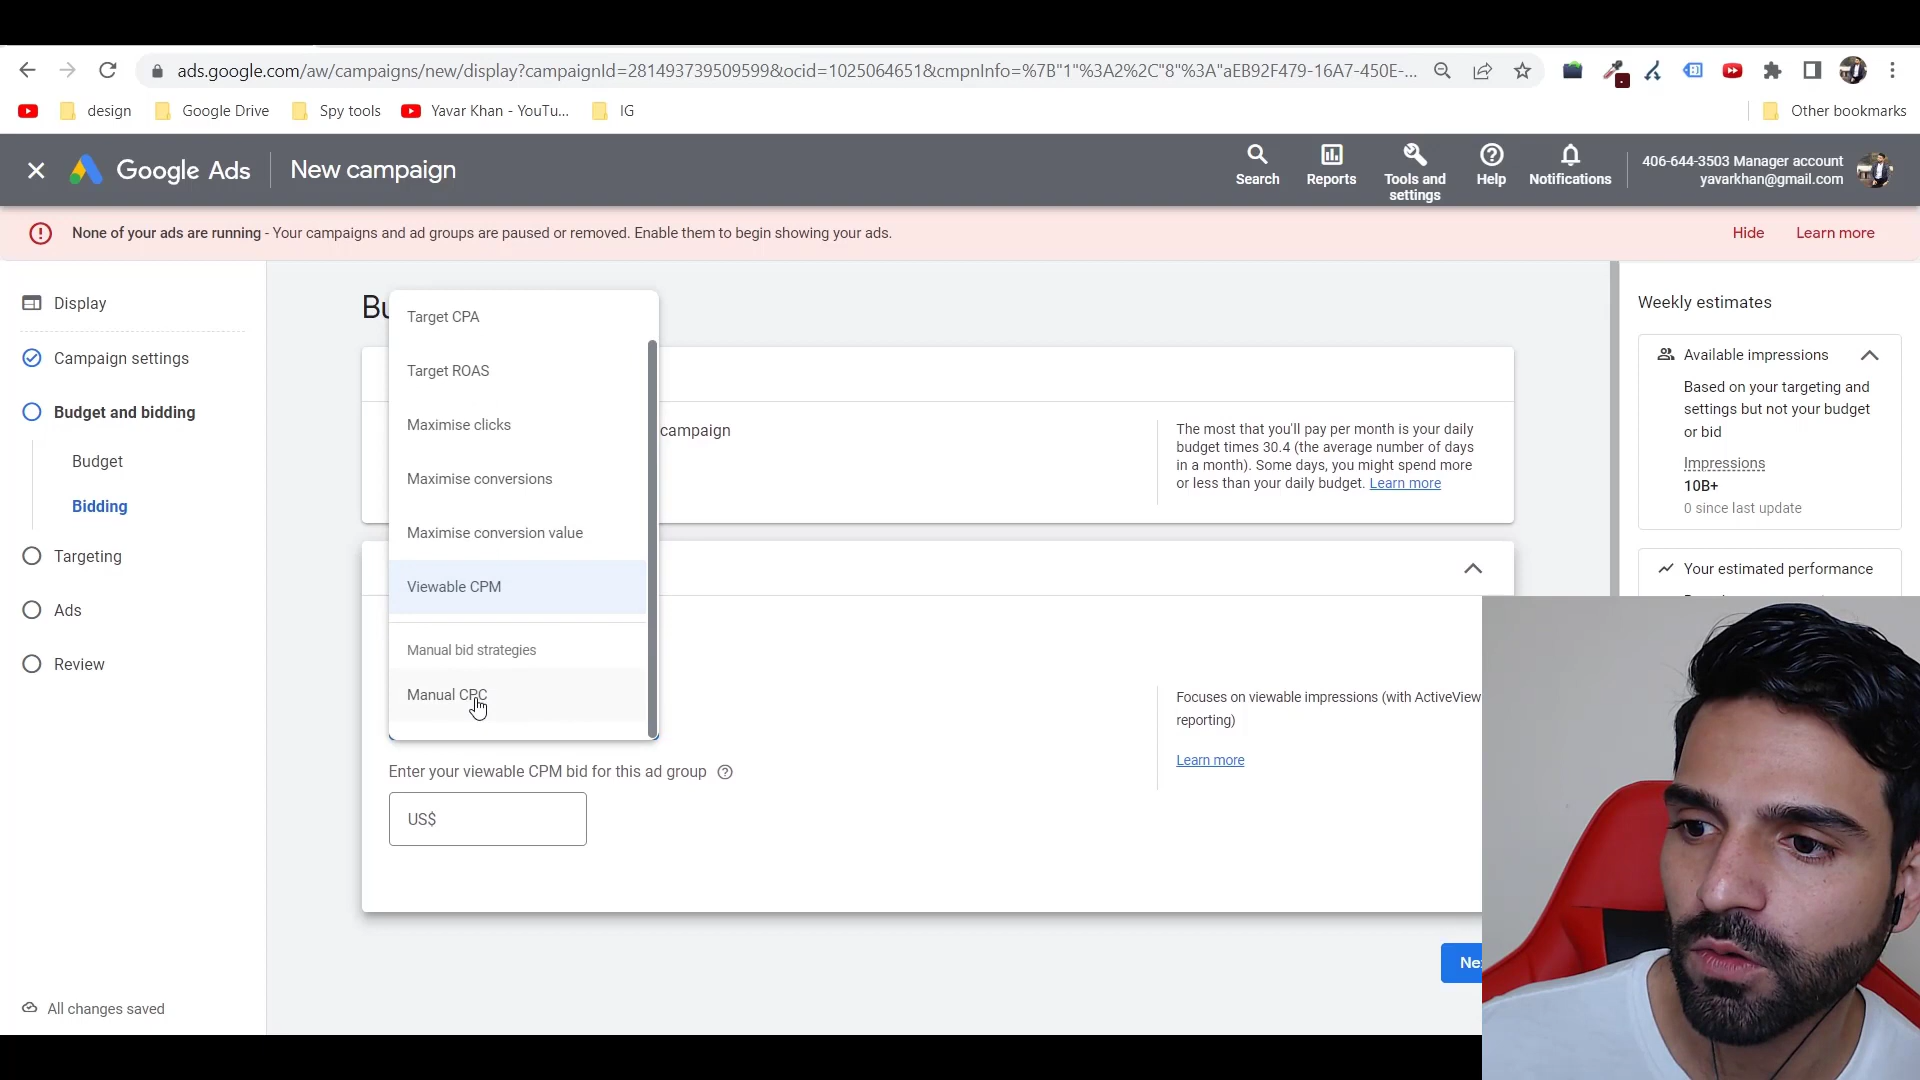 ads.google.com/aw/campaigns/new/display?campaignId=281493739509599&ocid=1025064651&cmpnInfo=%7B"1"%3A2%2C"8"%3A"aEB92F479-16A7-450E-...
design
Google Drive
Spy tools
Yavar Khan - YouTu...
IG
Other bookmarks
Google Ads
New campaign
Search
Reports
Tools and
settings
Help
Notifications
406-644-3503 Manager account
yavarkhan@gmail.com
None of your ads are running - Your campaigns and ad groups are paused or removed. Enable them to begin showing your ads.
Hide
Learn more
Display
Campaign settings
Budget and bidding
Budget
Bidding
Targeting
Ads
Review
All changes saved
Bu
Target CPA
Target ROAS
Maximise clicks
Maximise conversions
Maximise conversion value
Viewable CPM
Manual bid strategies
Manual CPC
campaign
The most that you'll pay per month is your daily
budget times 30.4 (the average number of days
in a month). Some days, you might spend more
or less than your daily budget. Learn more
Focuses on viewable impressions (with ActiveView
reporting)
Learn more
Enter your viewable CPM bid for this ad group
US$
Ne
Weekly estimates
Available impressions
Based on your targeting and
settings but not your budget
or bid
Impressions
10B+
0 since last update
Your estimated performance